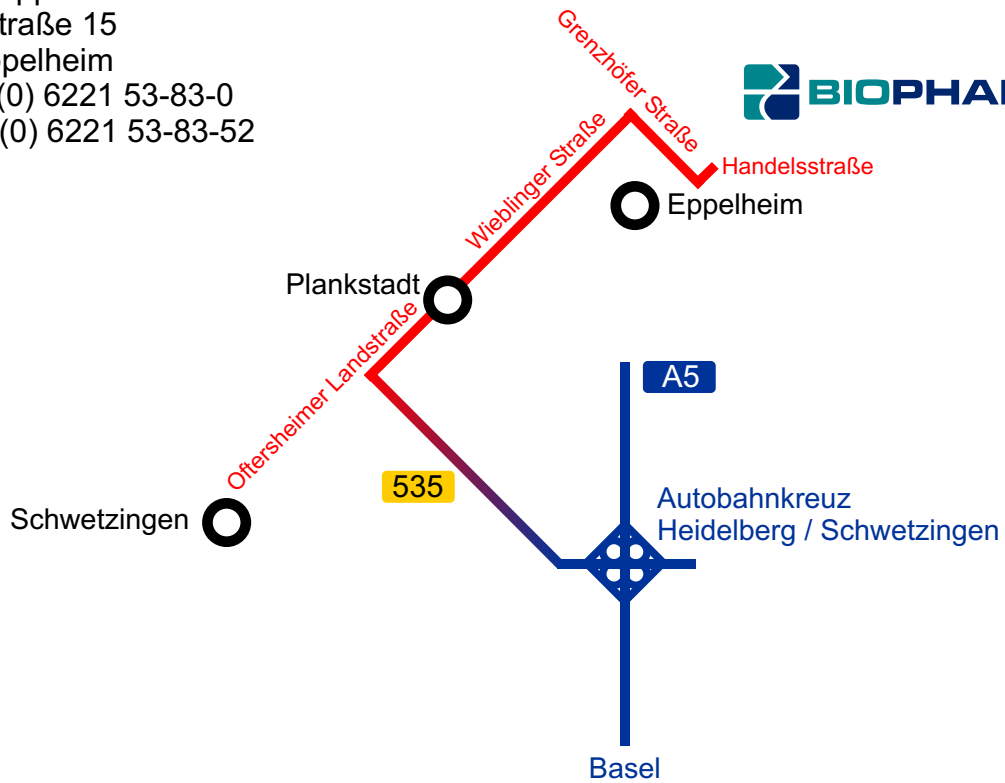 traße 15
ppelheim
(0) 6221 53-83-0
(0) 6221 53-83-52
Grenzhöfer Straße
BIOPHA
Handelsstraße
Wieblinger Straße
Eppelheim
Plankstadt
Oftersheimer Landstraße
A5
535
Autobahnkreuz
Heidelberg / Schwetzingen
Schwetzingen
Basel